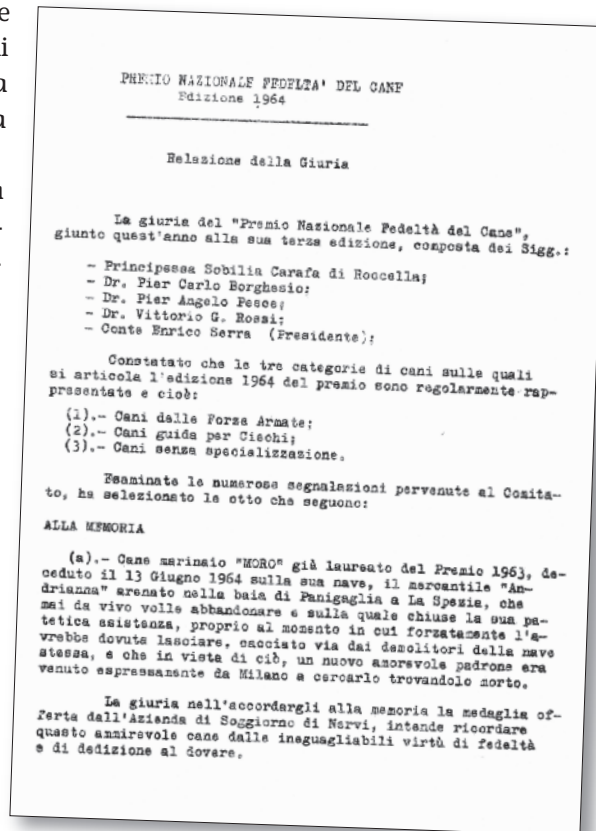 PREMIO NAZIONALE FEDELTA' DEL CANE
Edizione 1964
Relazione della Giuria
La giuria del "Premio Nazionale Fedeltà del Cane",
giunto quest'anno alla sua terza edizione, composta dei Sigg.:
- Principessa Sobilia Carafa di Roccella;
- Dr. Pier Carlo Borghesio;
- Dr. Pier Angelo Pesce;
- Dr. Vittorio G. Rossi;
- Conte Enrico Serra (Presidente);
Constatato che le tre categorie di cani sulle quali
si articola l'edizione 1964 del premio sono regolarmente rap-
presentate e cioè:
(1).- Cani delle Forze Armate;
(2).- Cani guida per Ciechi;
(3).- Cani senza specializzazione.
Esaminate le numerose segnalazioni pervenute al Comita-
to, ha selezionato le otto che seguono:
ALLA MEMORIA
(a).- Cane marinaio "MORO" già laureato del Premio 1963, de-
ceduto il 13 Giugno 1964 sulla sua nave, il mercantile "An-
drianna" arenato nella baia di Panigaglia a La Spezia, che
mai da vivo volle abbandonare e sulla quale chiuse la sua pa-
tetica asistenza, proprio al momento in cui forzatamente l'a-
vrebbe dovuta lasciare, cacciato via dai demolitori della nave
stessa, e che in vista di ciò, un nuovo amorevole padrone era
venuto espressamente da Milano a cercarlo trovandolo morto.
La giuria nell'accordargli alla memoria la medaglia of-
ferta dall'Azienda di Soggiorno di Nervi, intende ricordare
questo ammirevole cane dalle ineguagliabili virtù di fedeltà
e di dedizione al dovere.